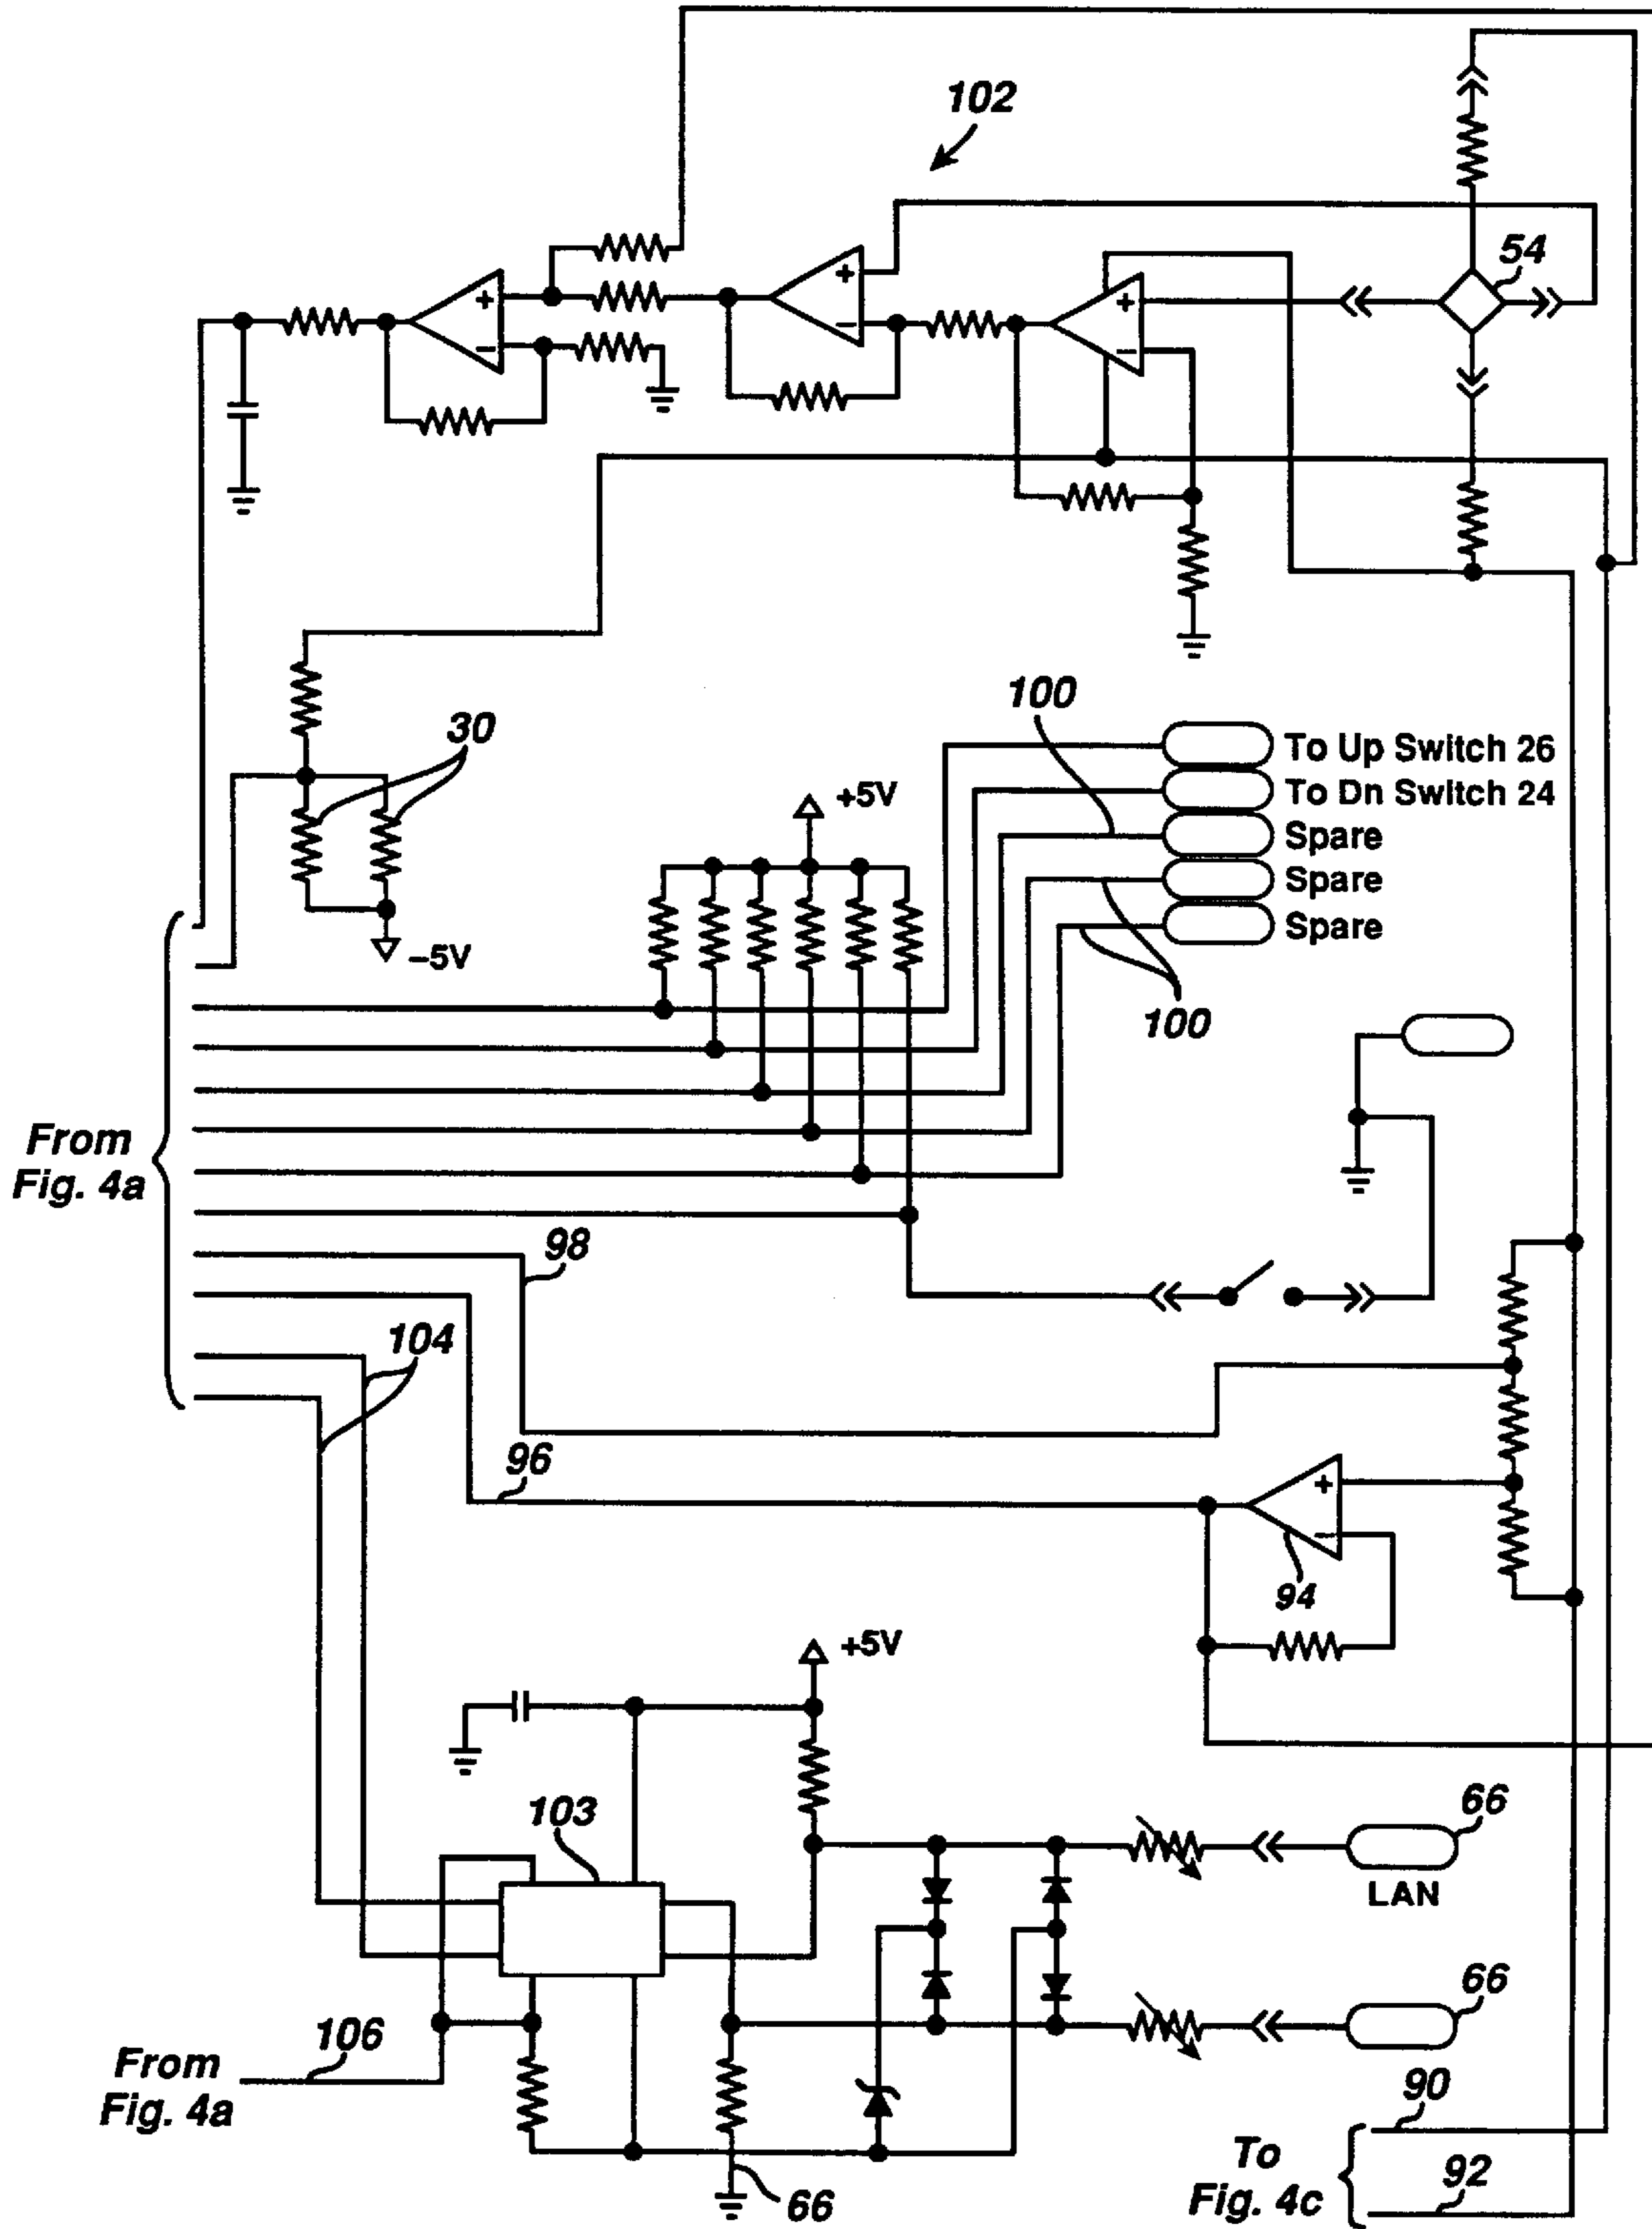 102
54
+
−
+
−
+
−
30
100
To Up Switch 26
To Dn Switch 24
+5V
Spare
Spare
Spare
−5V
100
From
Fig. 4a
98
104
96
+
−
94
+5V
103
66
LAN
66
106
From
Fig. 4a
90
To
Fig. 4c
92
66